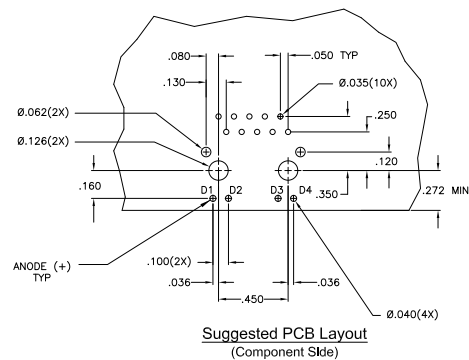 .080
.050 TYP
.130
Ø.035(10X)
Ø.062(2X)
.250
Ø.126(2X)
.120
.160
.350
.272 MIN
D1 D2 D3 D4
ANODE (+)
TYP
.100(2X)
.036
.036
.450
Ø.040(4X)
Suggested PCB Layout
(Component Side)